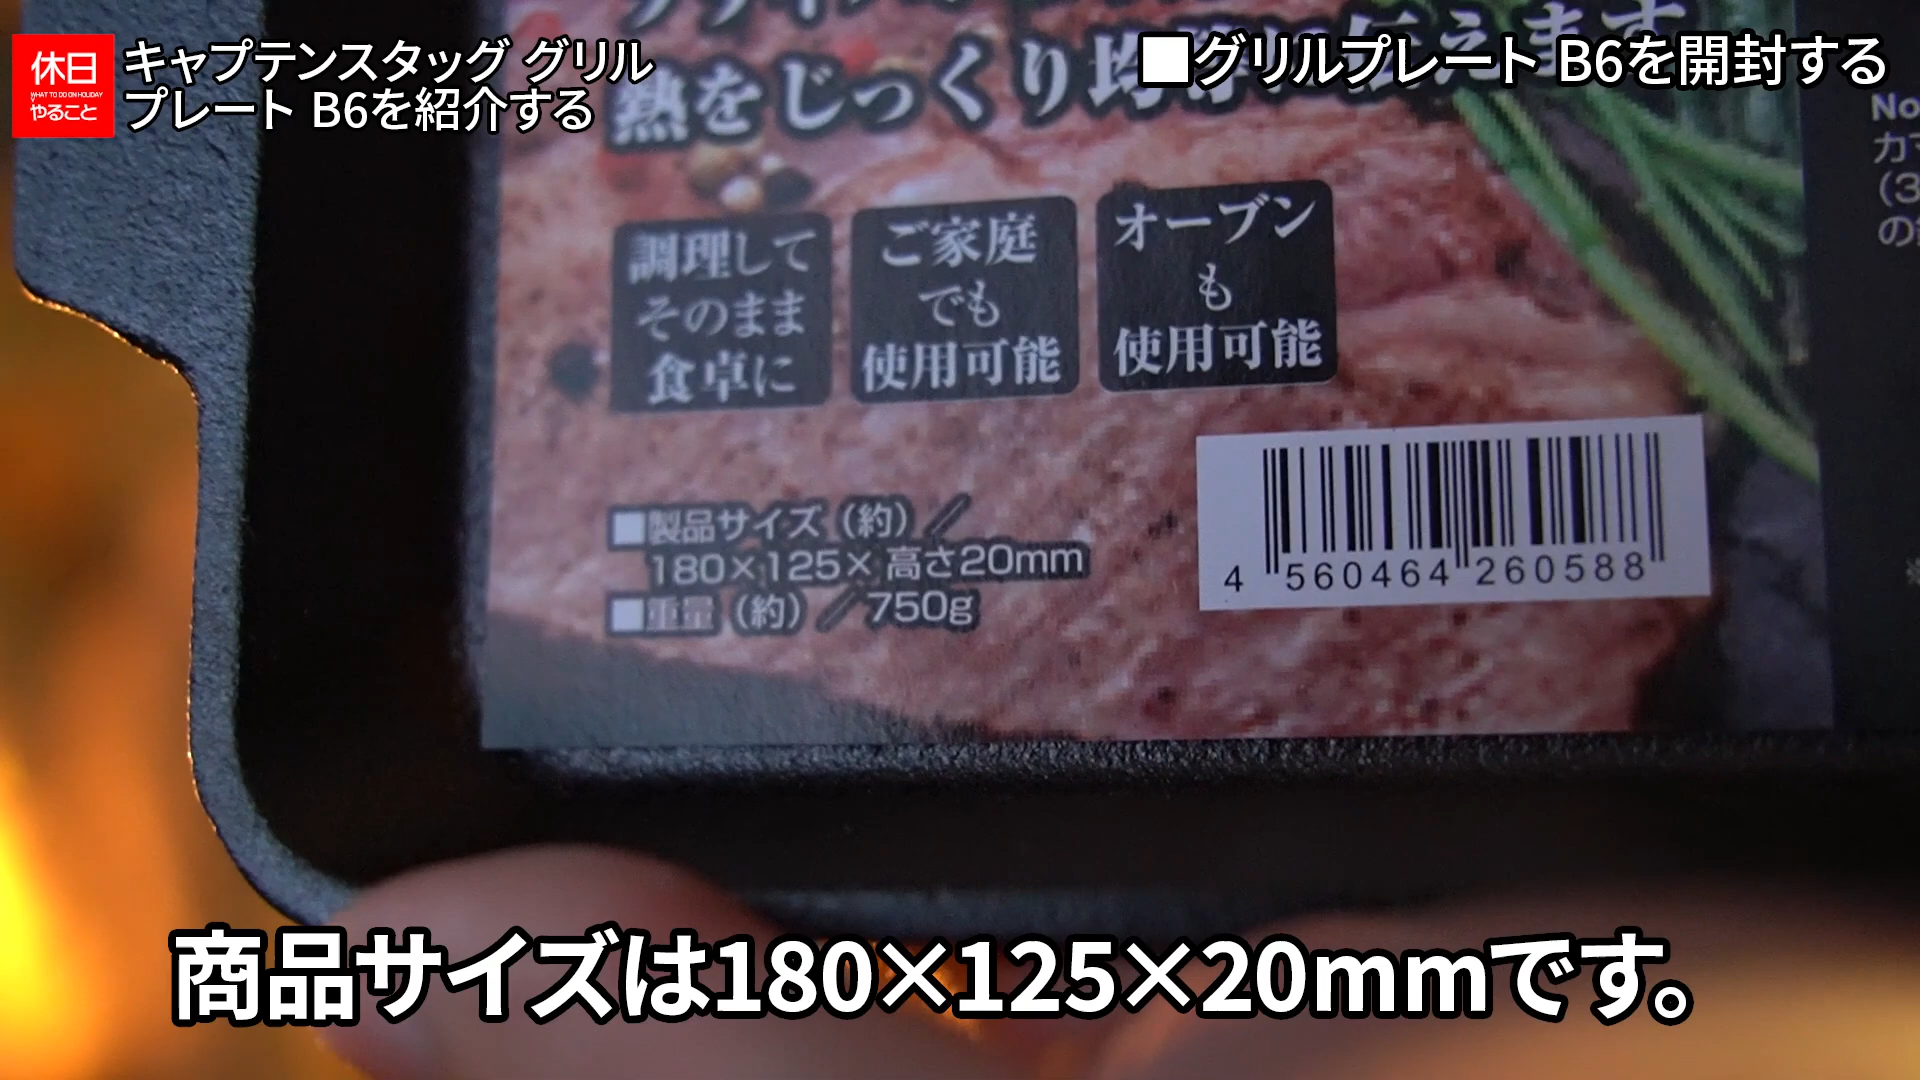 休日
WHAT TO DO ON HOLIDAY
やること
キャプテンスタッグ グリル
プレート B6を紹介する
■グリルプレート B6を開封する
熱をじっくり
調理して
そのまま
食卓に
ご家庭
でも
使用可能
オーブン
も
使用可能
■製品サイズ（約）／
180×125×高さ20mm
■重量（約）／750g
4 560464 260588
No
カマ
（3
の
商品サイズは180×125×20mmです。